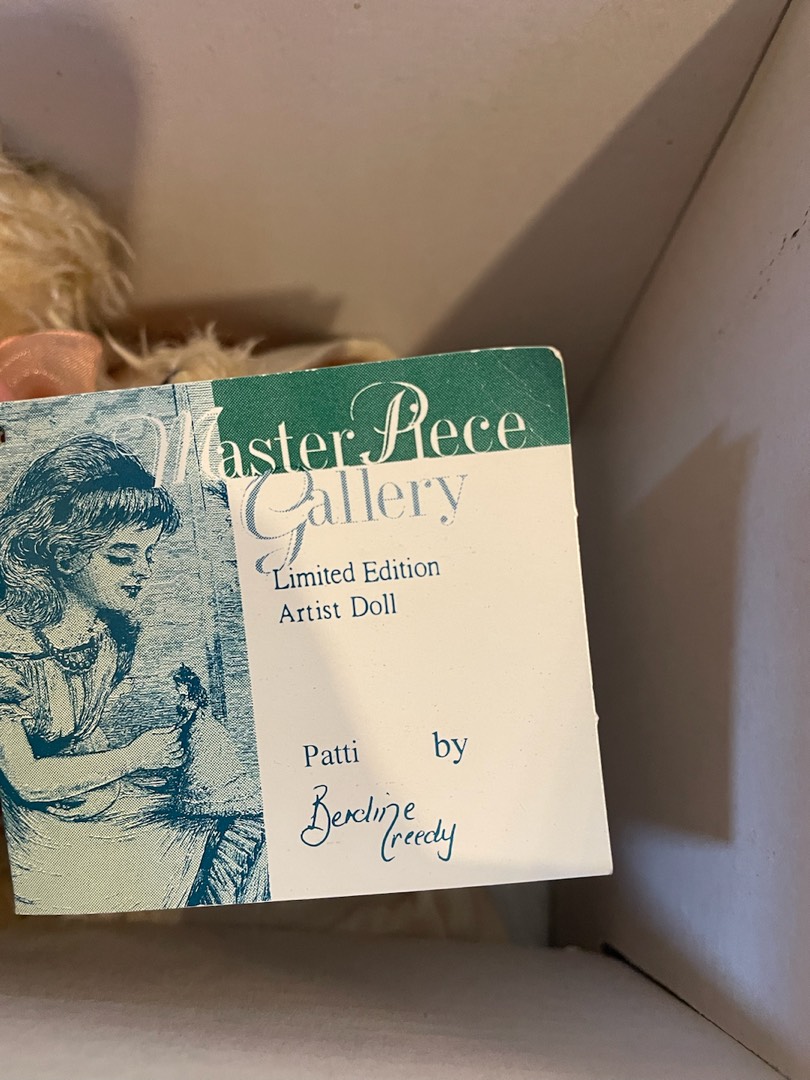 Master Piece
Gallery
Limited Edition
Artist Doll
Patti by
Berdine
Creedy